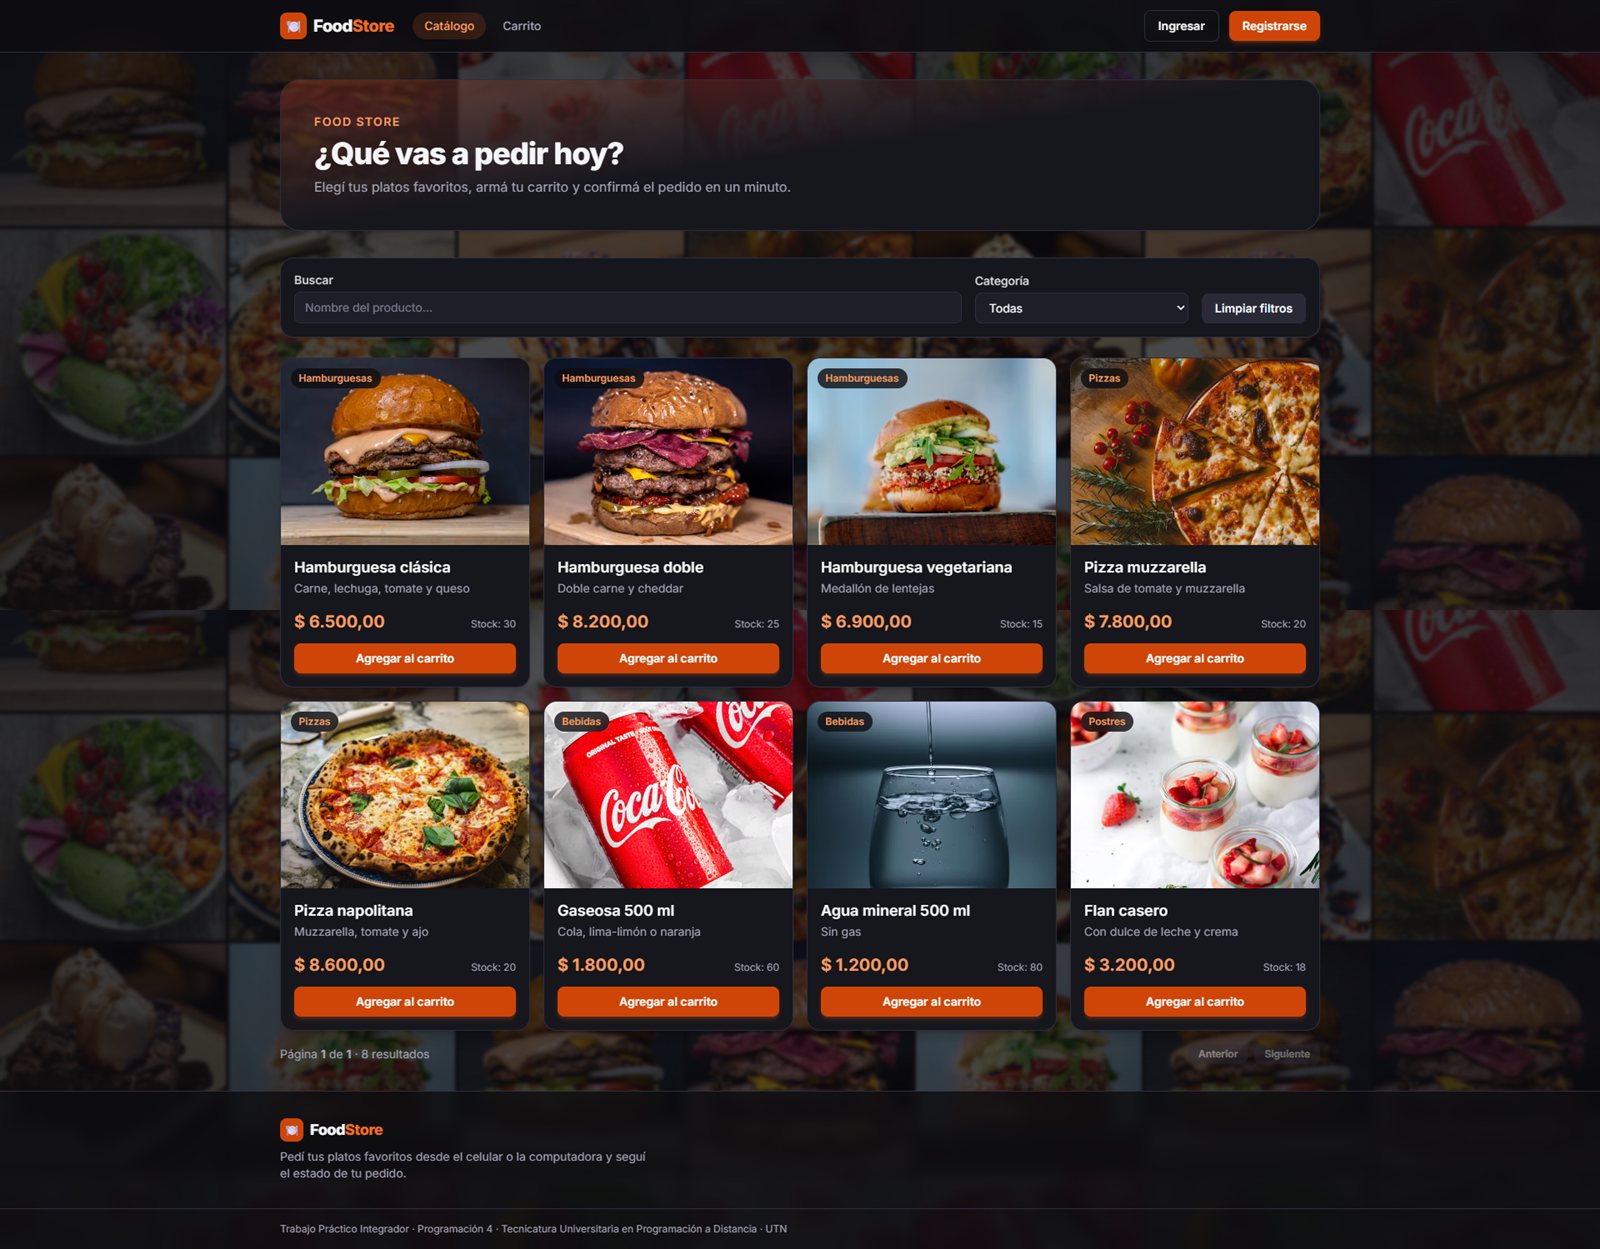 FoodStore
Catálogo
Carrito
Ingresar
Registrarse
FOOD STORE
¿Qué vas a pedir hoy?
Elegí tus platos favoritos, armá tu carrito y confirmá el pedido en un minuto.
Buscar
Nombre del producto...
Categoría
Todas
Limpiar filtros
Hamburguesas
Hamburguesa clásica
Carne, lechuga, tomate y queso
$ 6.500,00
Stock: 30
Agregar al carrito
Hamburguesas
Hamburguesa doble
Doble carne y cheddar
$ 8.200,00
Stock: 25
Agregar al carrito
Hamburguesas
Hamburguesa vegetariana
Medallón de lentejas
$ 6.900,00
Stock: 15
Agregar al carrito
Pizzas
Pizza muzzarella
Salsa de tomate y muzzarella
$ 7.800,00
Stock: 20
Agregar al carrito
Pizzas
Pizza napolitana
Muzzarella, tomate y ajo
$ 8.600,00
Stock: 20
Agregar al carrito
Bebidas
ORIGINAL TASTE
Coca Co
Gaseosa 500 ml
Cola, lima-limón o naranja
$ 1.800,00
Stock: 60
Agregar al carrito
Bebidas
Agua mineral 500 ml
Sin gas
$ 1.200,00
Stock: 80
Agregar al carrito
Postres
Flan casero
Con dulce de leche y crema
$ 3.200,00
Stock: 18
Agregar al carrito
Página 1 de 1 · 8 resultados
Anterior
Siguiente
FoodStore
Pedí tus platos favoritos desde el celular o la computadora y seguí
el estado de tu pedido.
Trabajo Práctico Integrador · Programación 4 · Tecnicatura Universitaria en Programación a Distancia · UTN